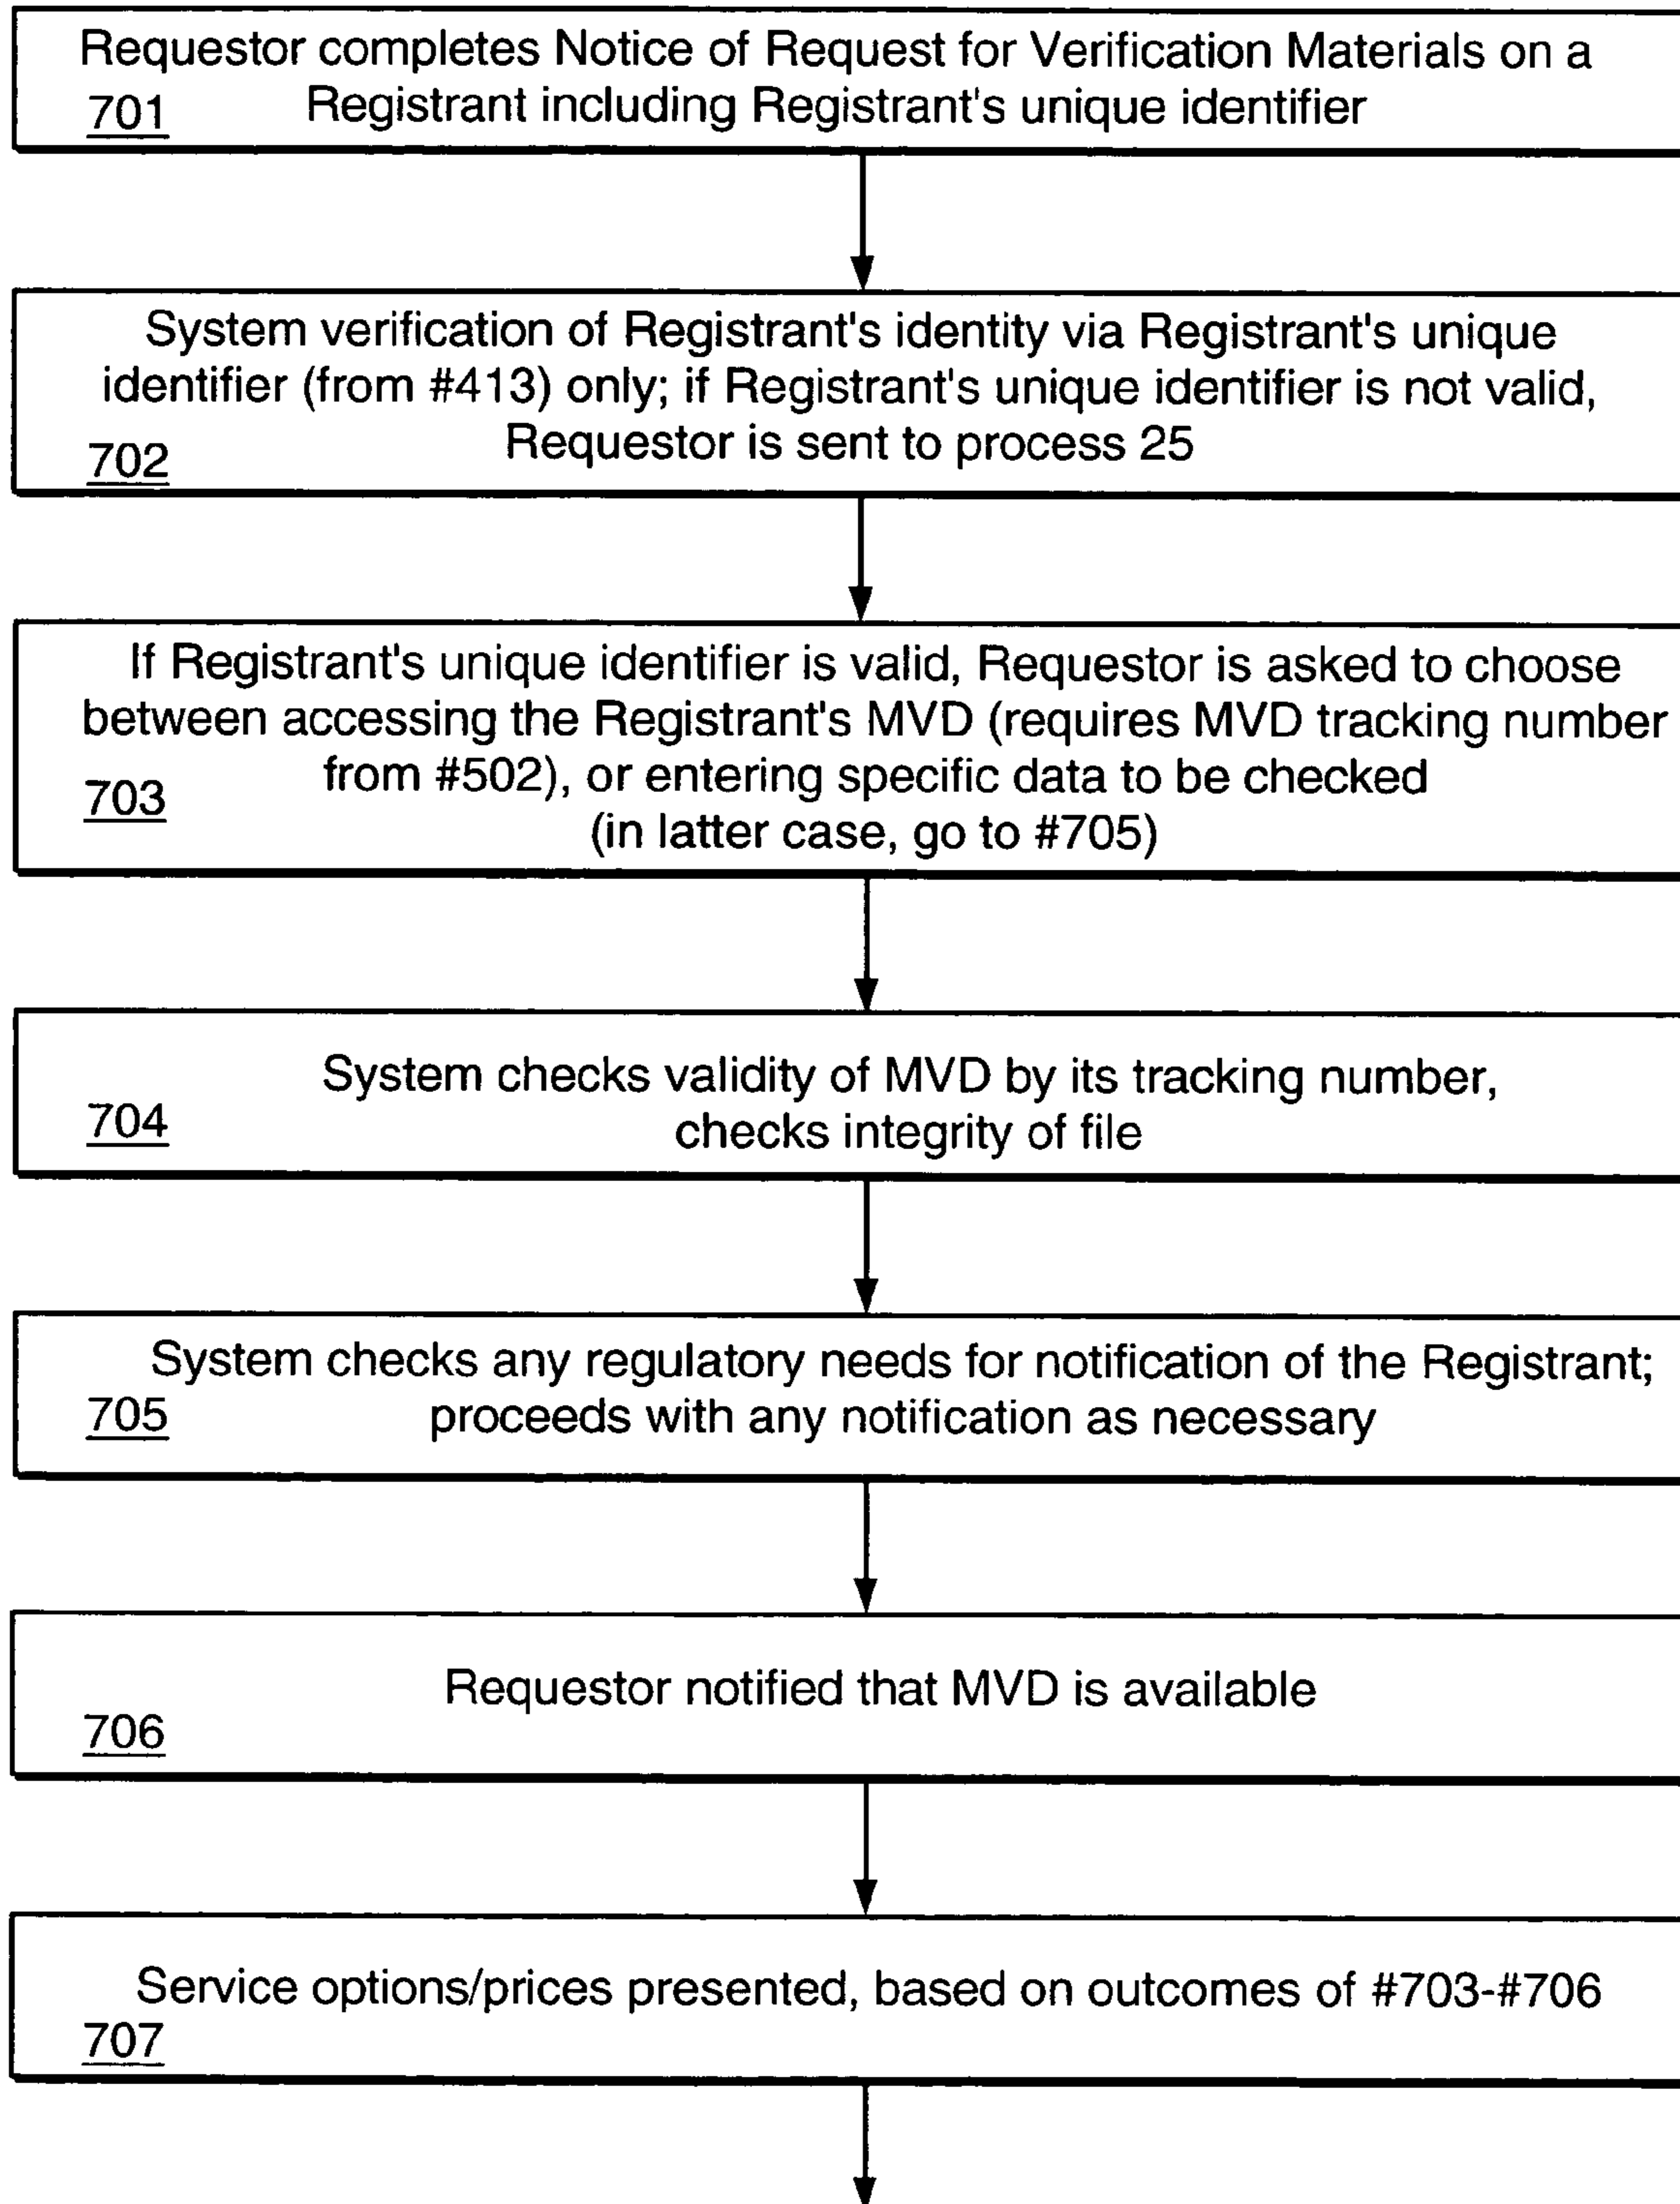 Requestor completes Notice of Request for Verification Materials on a
Registrant including Registrant's unique identifier
701
System verification of Registrant's identity via Registrant's unique
identifier (from #413) only; if Registrant's unique identifier is not valid,
Requestor is sent to process 25
702
If Registrant's unique identifier is valid, Requestor is asked to choose
between accessing the Registrant's MVD (requires MVD tracking number
from #502), or entering specific data to be checked
703
(in latter case, go to #705)
System checks validity of MVD by its tracking number,
704
checks integrity of file
System checks any regulatory needs for notification of the Registrant;
705
proceeds with any notification as necessary
Requestor notified that MVD is available
706
Service options/prices presented, based on outcomes of #703-#706
707